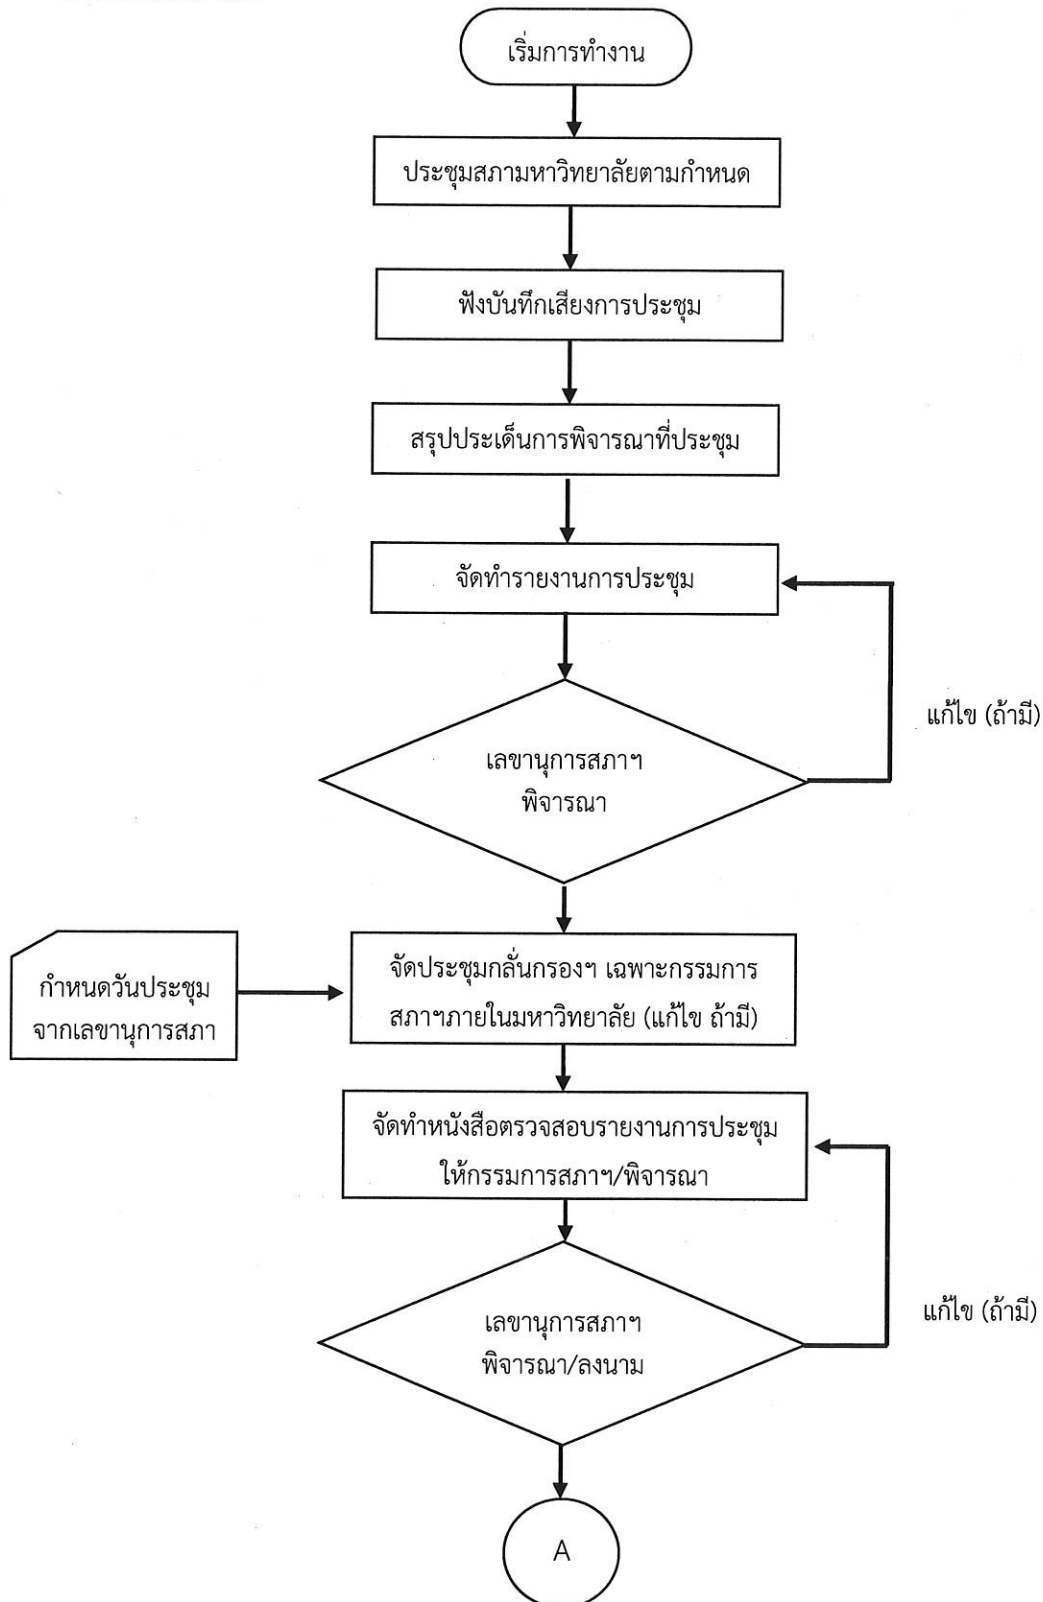 เริ่มการทำงาน
ประชุมสภามหาวิทยาลัยตามกำหนด
ฟังบันทึกเสียงการประชุม
สรุปประเด็นการพิจารณาที่ประชุม
จัดทำรายงานการประชุม
แก้ไข (ถ้ามี)
เลขานุการสภาฯ
พิจารณา
กำหนดวันประชุม
จากเลขานุการสภา
จัดประชุมกลั่นกรองฯ เฉพาะกรรมการ
สภาฯภายในมหาวิทยาลัย (แก้ไข ถ้ามี)
จัดทำหนังสือตรวจสอบรายงานการประชุม
ให้กรรมการสภาฯ/พิจารณา
แก้ไข (ถ้ามี)
เลขานุการสภาฯ
พิจารณา/ลงนาม
A